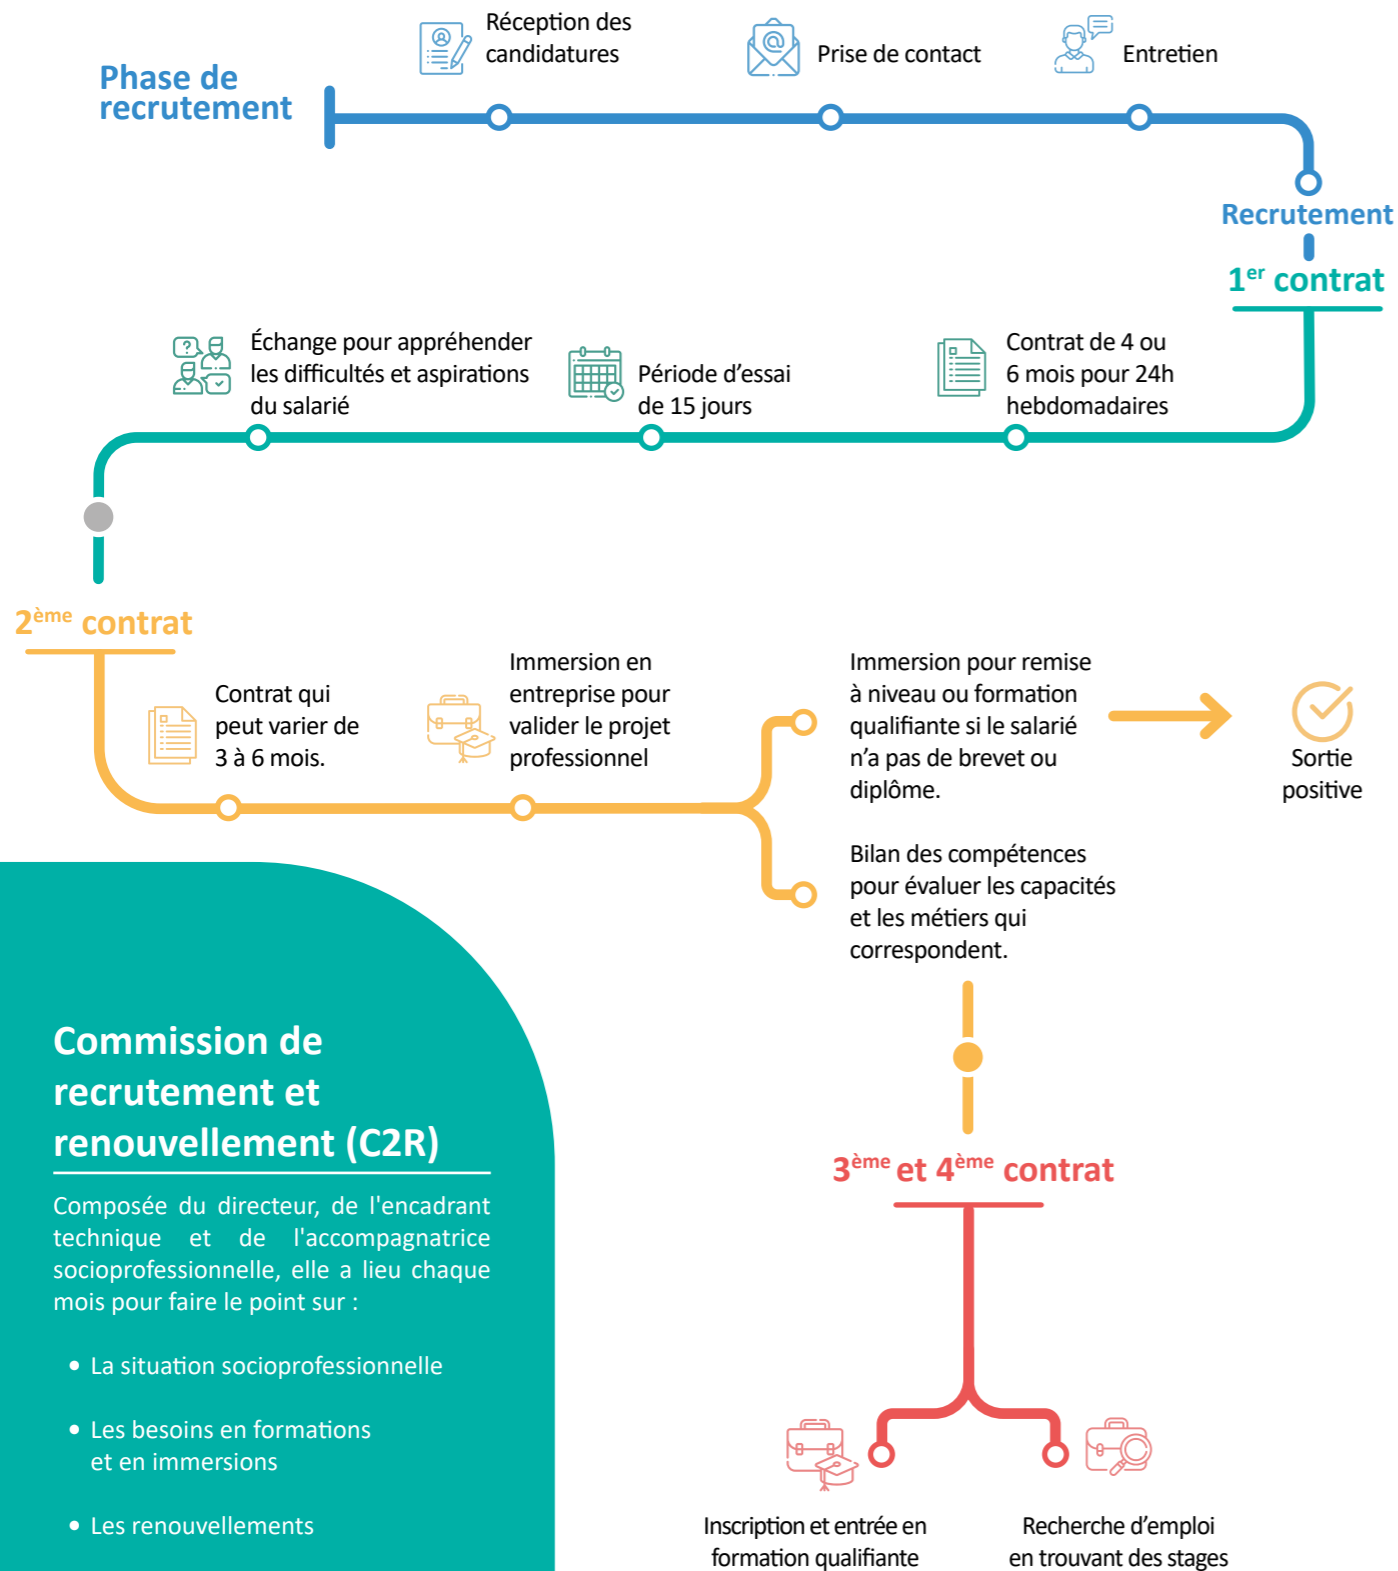 Réception des
candidatures
Prise de contact
Entretien
Phase de
recrutement
Recrutement
1er contrat
Échange pour appréhender
les difficultés et aspirations
du salarié
Période d'essai
de 15 jours
Contrat de 4 ou
6 mois pour 24h
hebdomadaires
2ème contrat
Contrat qui
peut varier de
3 à 6 mois.
Immersion en
entreprise pour
valider le projet
professionnel
Immersion pour remise
à niveau ou formation
qualifiante si le salarié
n’a pas de brevet ou
diplôme.
Sortie
positive
Bilan des compétences
pour évaluer les capacités
et les métiers qui
correspondent.
Commission de
recrutement et
renouvellement (C2R)
Composée du directeur, de l'encadrant
technique et de l'accompagnatrice
socioprofessionnelle, elle a lieu chaque
mois pour faire le point sur :
• La situation socioprofessionnelle
• Les besoins en formations
et en immersions
• Les renouvellements
3ème et 4ème contrat
Inscription et entrée en
formation qualifiante
Recherche d’emploi
en trouvant des stages